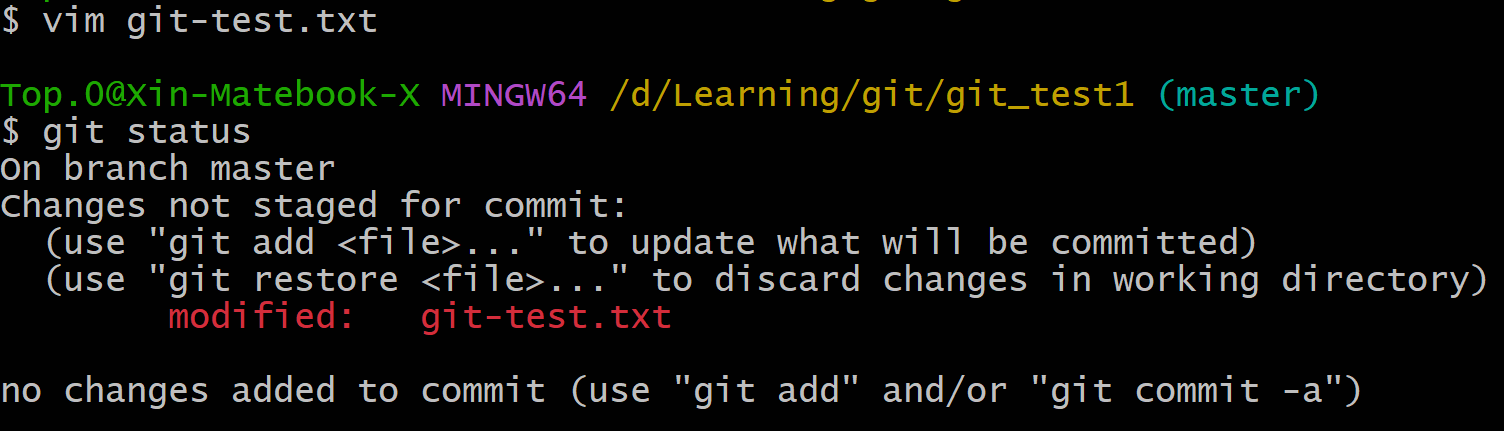 $ vim git-test.txt
Top.O@Xin-Matebook-X MINGW64 /d/Learning/git/git_test1 (master)
$ git status
On branch master
Changes not staged for commit:
  (use "git add <file>..." to update what will be committed)
  (use "git restore <file>..." to discard changes in working directory)
        modified:   git-test.txt
no changes added to commit (use "git add" and/or "git commit -a")